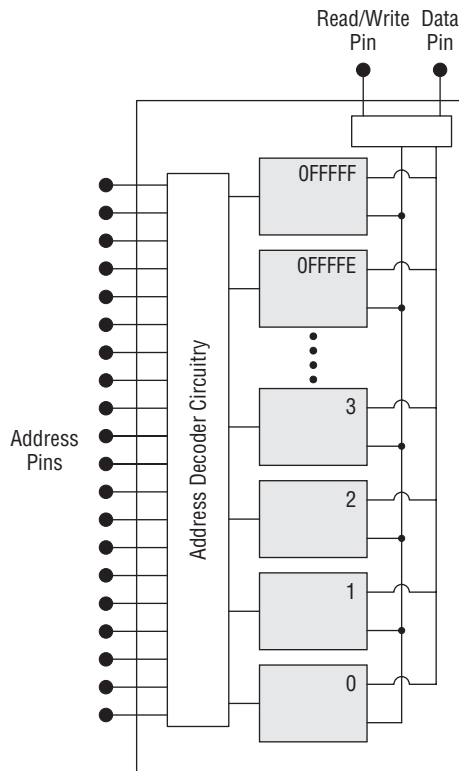 Read/Write Pin
Data Pin
0FFFFF
0FFFFE
3
2
1
0
Address Decoder Circuitry
Address Pins